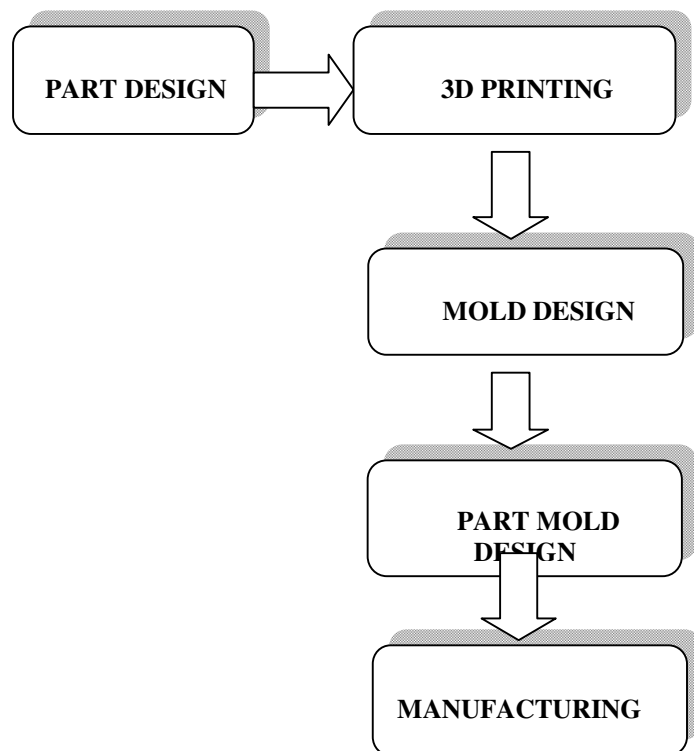 PART DESIGN
3D PRINTING
MOLD DESIGN
PART MOLD
DESIGN
MANUFACTURING